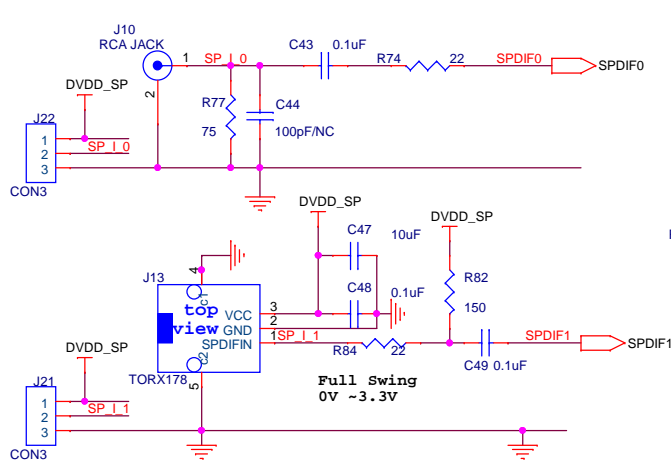 J10
RCA JACK
1
2
SP_I_0
C43
0.1uF
R74
22
SPDIF0
SPDIF0
DVDD_SP
J22
1
2
3
SP_I_0
CON3
R77
75
C44
100pF/NC
DVDD_SP
C47
10uF
C48
0.1uF
DVDD_SP
R82
150
J13
4
C1
top
view
VCC
GND
SPDIFIN
3
2
1
C2
5
TORX178
SP_I_1
R84
22
C49
0.1uF
SPDIF1
SPDIF1
Full Swing
0V ~3.3V
DVDD_SP
J21
1
2
3
SP_I_1
CON3